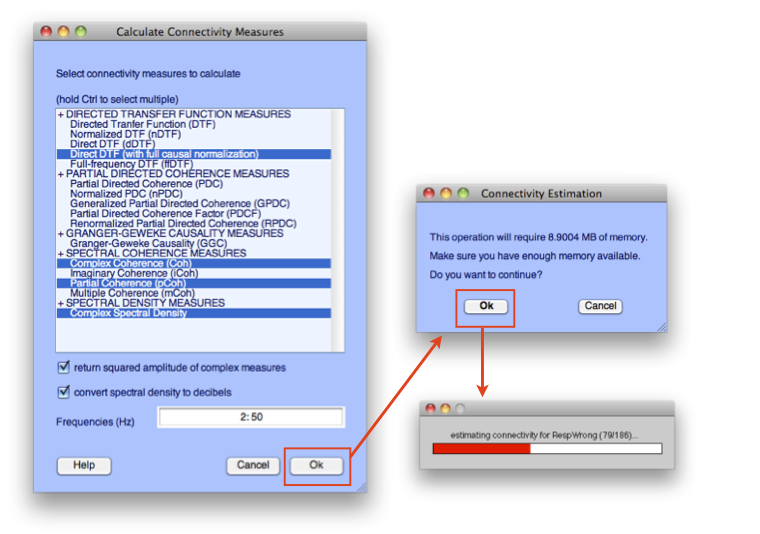 Calculate Connectivity Measures
Select connectivity measures to calculate
(hold Ctrl to select multiple)
+ DIRECTED TRANSFER FUNCTION MEASURES
Directed Tranfer Function (DTF)
Normalized DTF (nDTF)
Direct DTF (dDTF)
Direct DTF (with full causal normalization)
Full-frequency DTF (ffDTF)
+ PARTIAL DIRECTED COHERENCE MEASURES
Partial Directed Coherence (PDC)
Normalized PDC (nPDC)
Generalized Partial Directed Coherence (GPDC)
Partial Directed Coherence Factor (PDCF)
Renormalized Partial Directed Coherence (RPDC)
+ GRANGER-GEWEKE CAUSALITY MEASURES
Granger-Geweke Causality (GGC)
+ SPECTRAL COHERENCE MEASURES
Complex Coherence (Coh)
Imaginary Coherence (iCoh)
Partial Coherence (pCoh)
Multiple Coherence (mCoh)
+ SPECTRAL DENSITY MEASURES
Complex Spectral Density
return squared amplitude of complex measures
convert spectral density to decibels
Frequencies (Hz)
2:50
Help
Cancel
Ok
Connectivity Estimation
This operation will require 8.9004 MB of memory.
Make sure you have enough memory available.
Do you want to continue?
Ok
Cancel
estimating connectivity for RespWrong (79/186)...